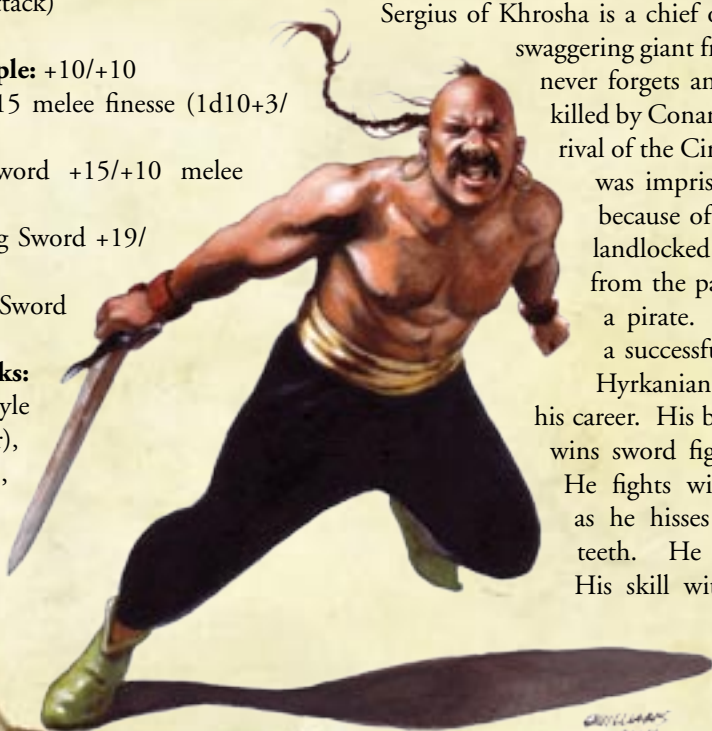 ttack)
ple: +10/+10
15 melee finesse (1d10+3/
word +15/+10 melee
g Sword +19/
Sword
ks:
yle
r),
,
Sergius of Khrosha is a chief o
swaggering giant fr
never forgets an
killed by Conan
rival of the Cim
was impris
because of
landlocked
from the pa
a pirate.
a successfu
Hyrkanian
his career. His b
wins sword fig
He fights wi
as he hisses
teeth. He
His skill wit